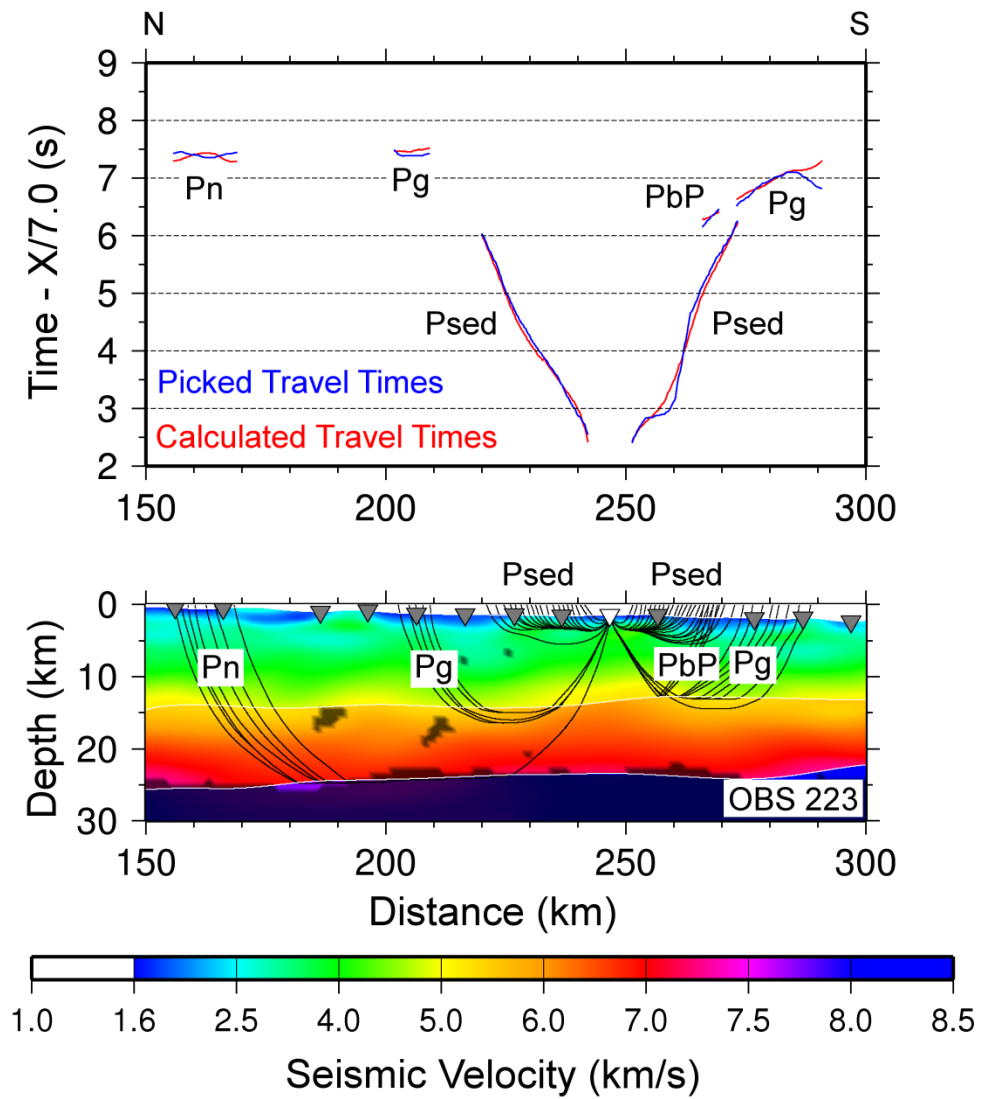 N S
9
8
7
6
5
4
3
2
Time - X/7.0 (s)
Pn
Pg
PbP
Pg
Psed
Psed
Picked Travel Times
Calculated Travel Times
150 200 250 300
Psed Psed
0
10
20
30
Depth (km)
Pn
Pg
PbP
Pg
OBS 223
150 200 250 300
Distance (km)
1.0 1.6 2.5 4.0 5.0 6.0 7.0 7.5 8.0 8.5
Seismic Velocity (km/s)